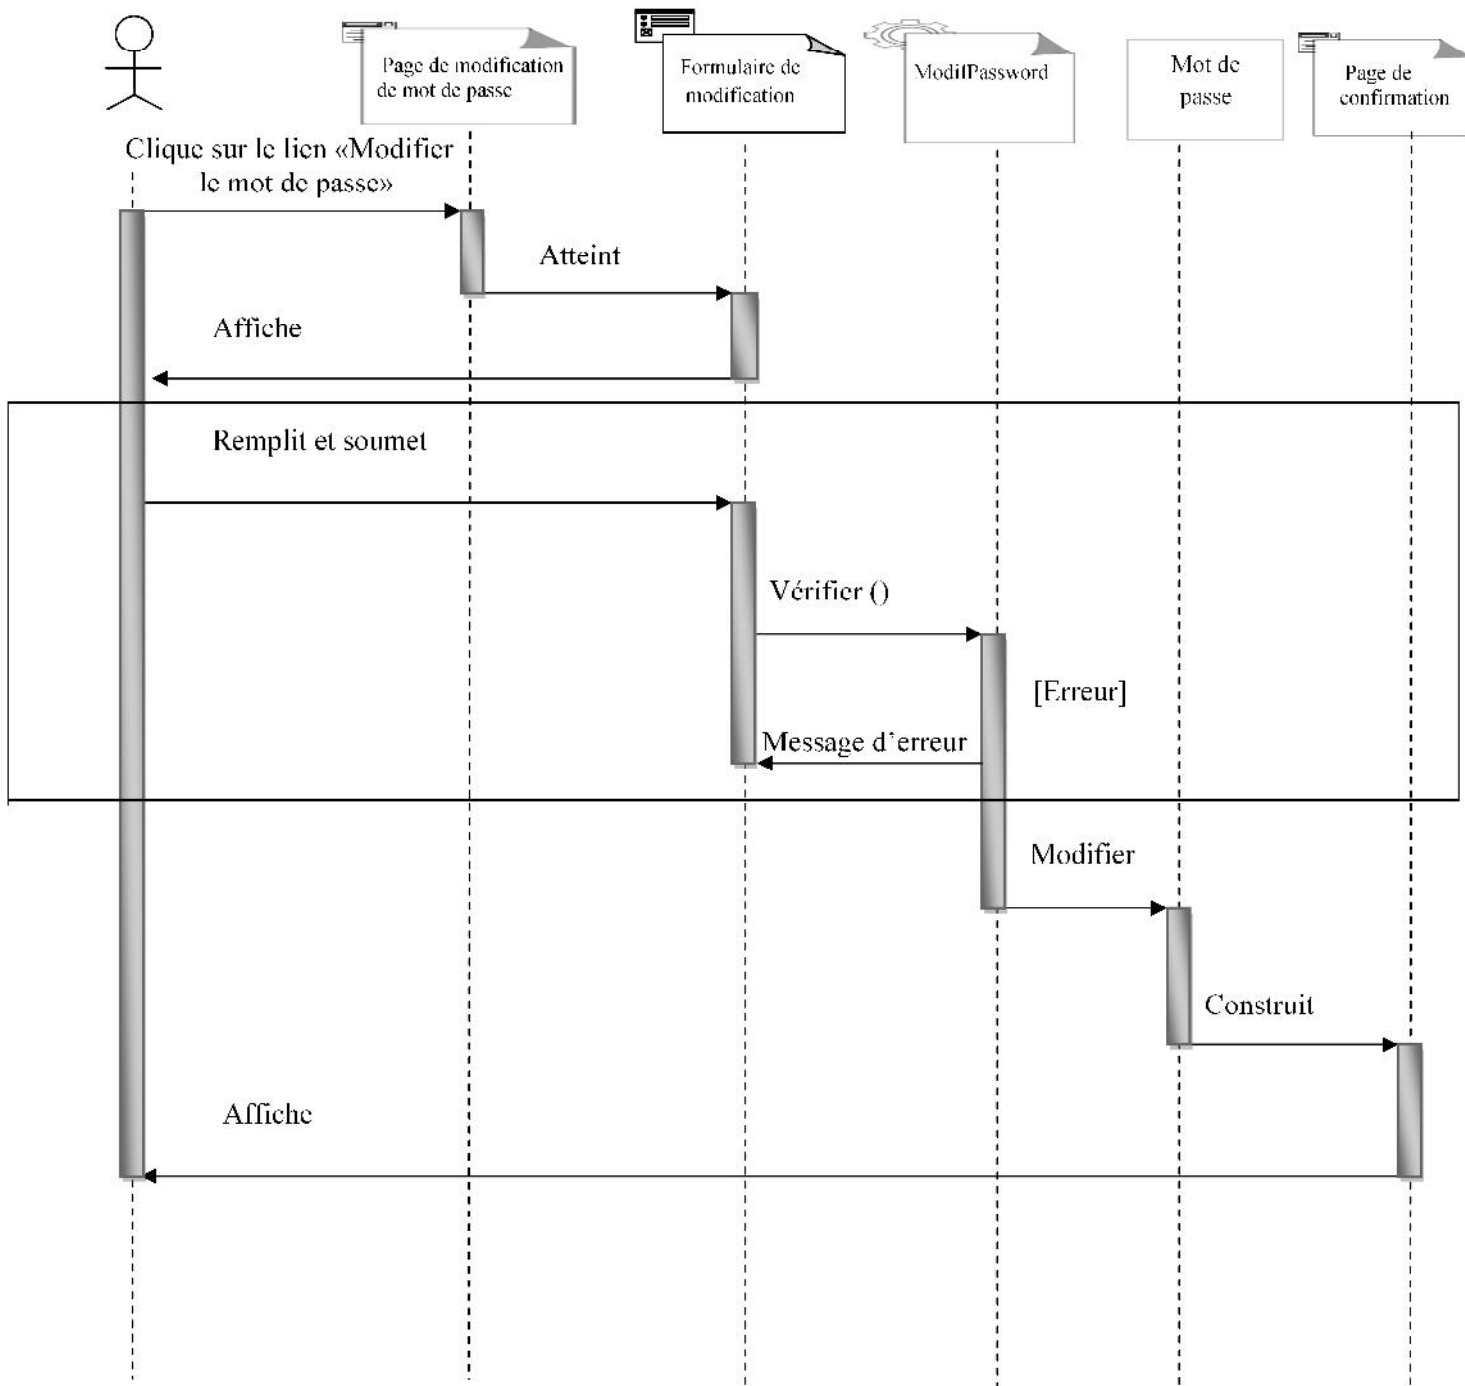 Page de modification
de mot de passe
Formulaire de
modification
ModifPassword
Mot de
passe
Page de
confirmation
Clique sur le lien «Modifier
le mot de passe»
Atteint
Affiche
Remplit et soumet
Vérifier ()
[Erreur]
Message d’erreur
Modifier
Construit
Affiche